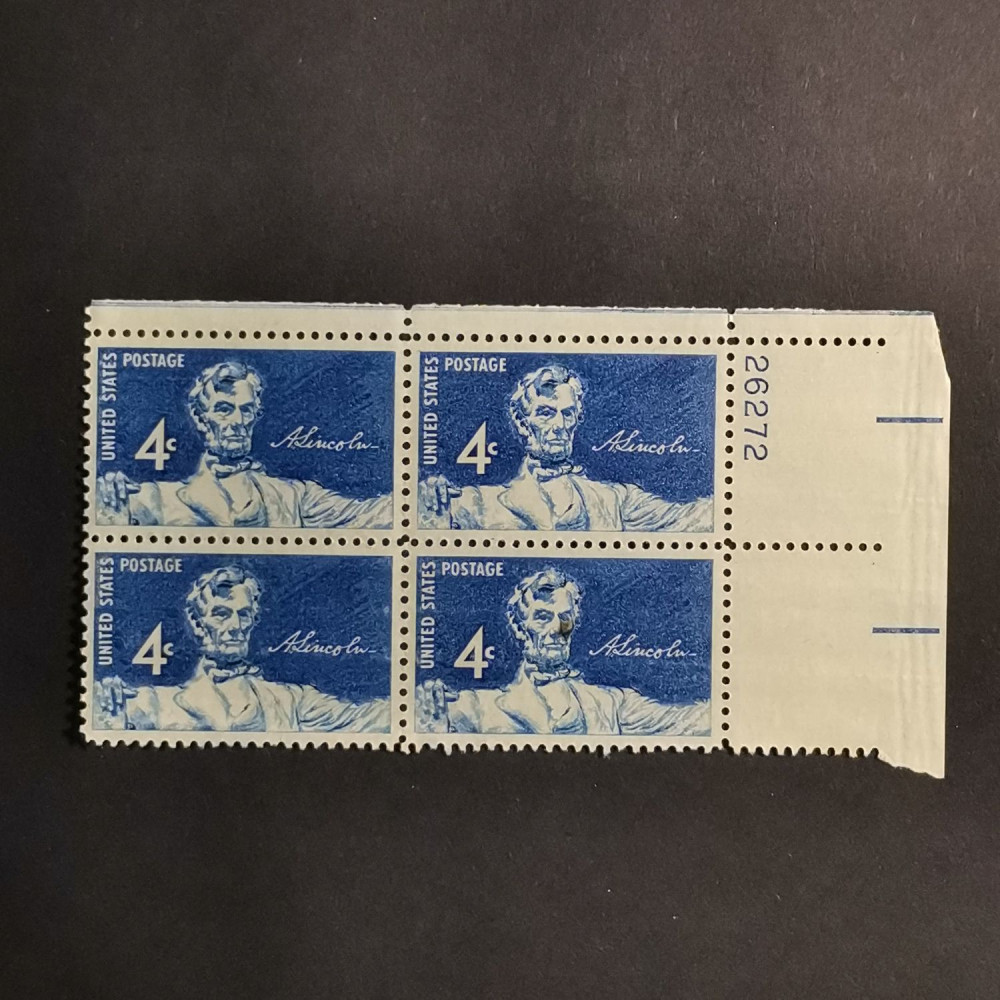 UNITED STATES POSTAGE
4c
A. Lincoln
UNITED STATES POSTAGE
4c
A. Lincoln
26272
UNITED STATES POSTAGE
4c
A. Lincoln
UNITED STATES POSTAGE
4c
A. Lincoln